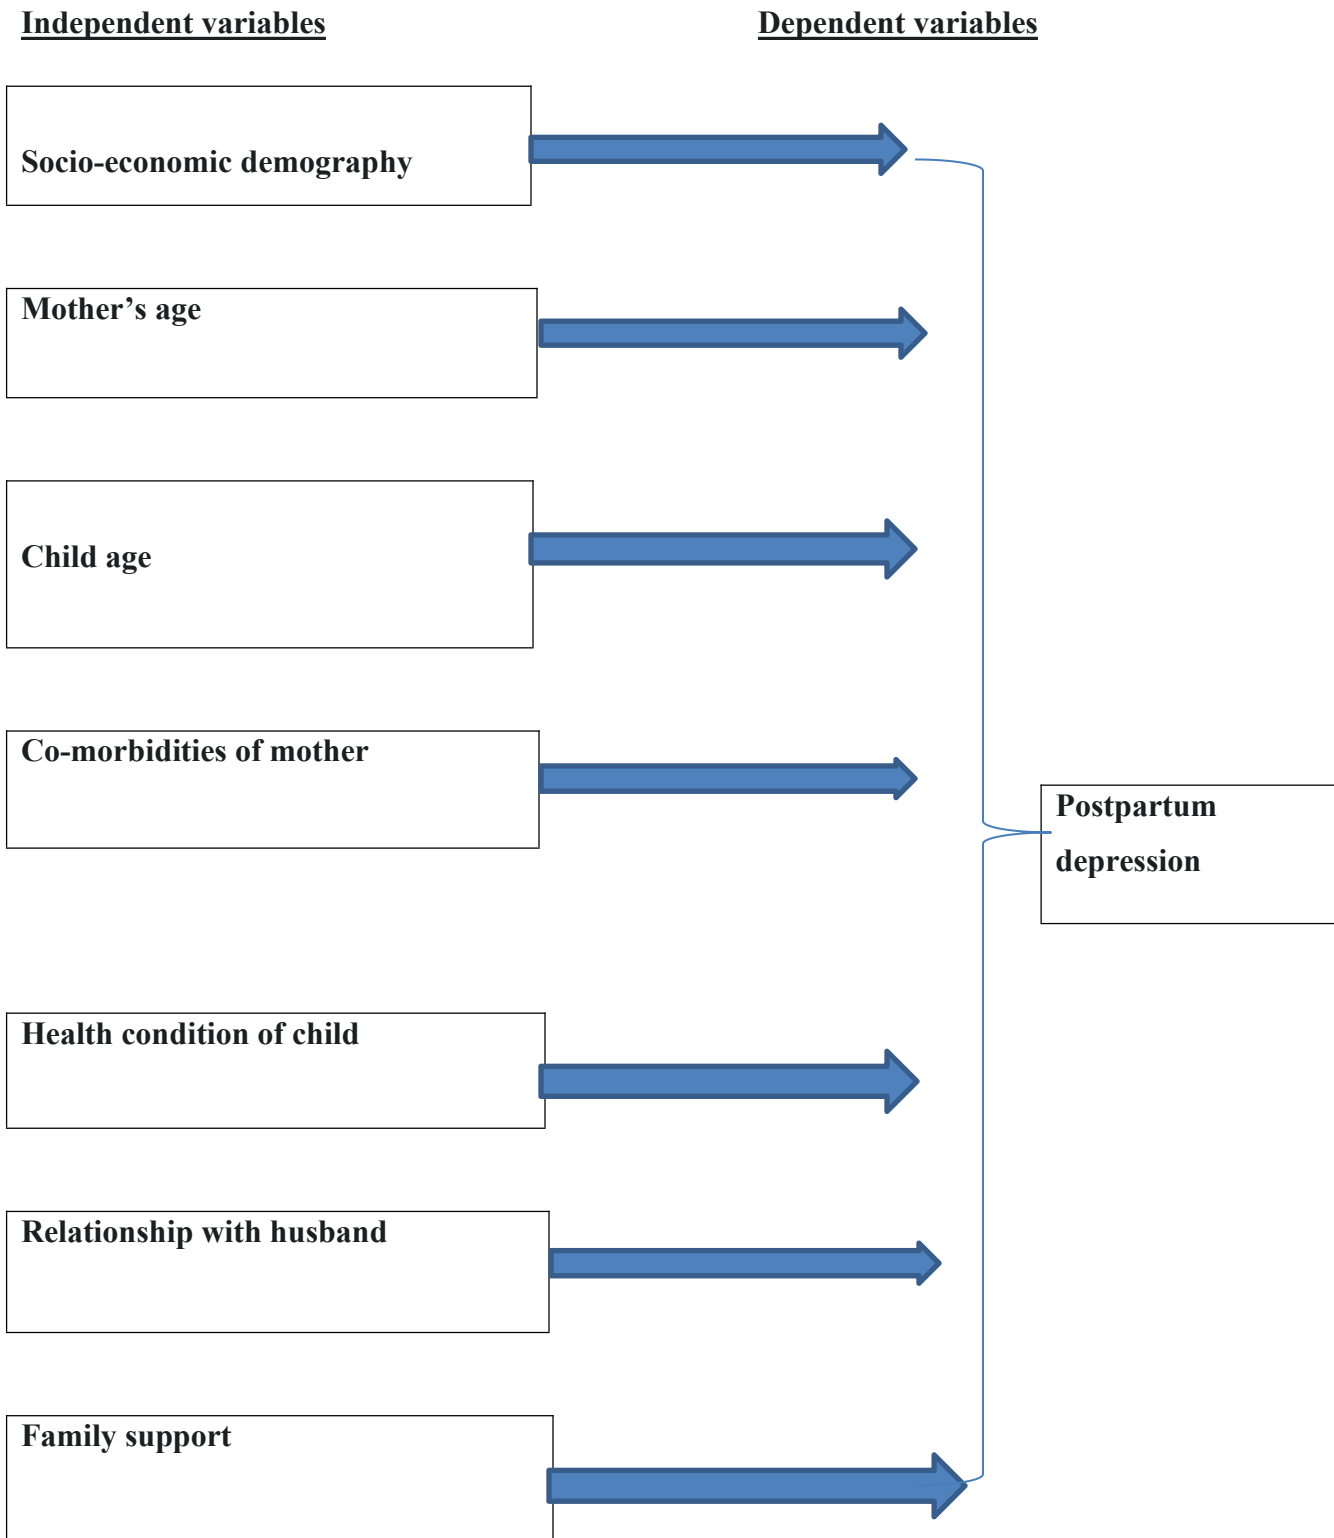 Independent variables
Dependent variables
Socio-economic demography
Mother’s age
Child age
Co-morbidities of mother
Postpartum
depression
Health condition of child
Relationship with husband
Family support